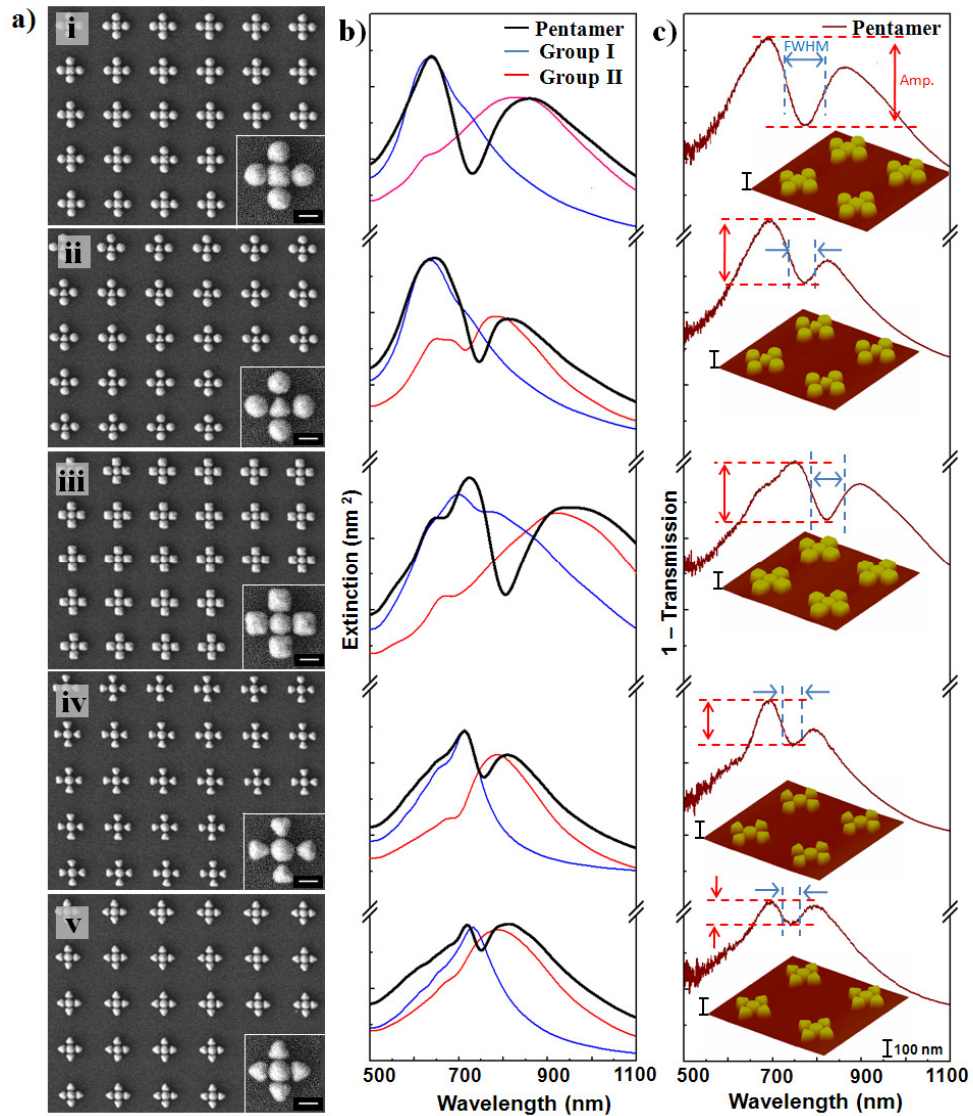 a)
i
ii
iii
iv
v
b)
Pentamer
Group I
Group II
Extinction (nm²)
500 700 900 1100
Wavelength (nm)
c)
Pentamer
FWHM
Amp.
1 – Transmission
100 nm
500 700 900 1100
Wavelength (nm)